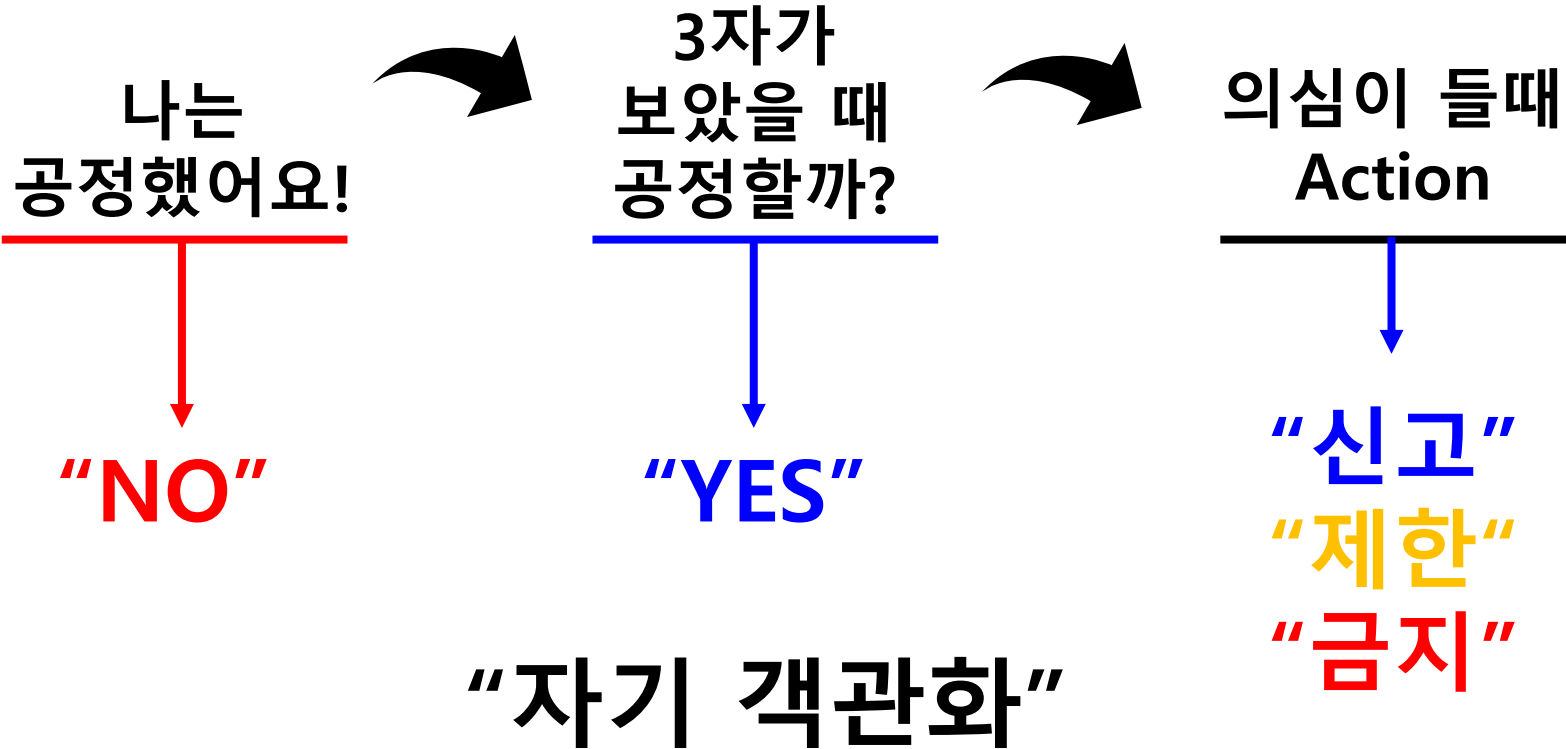 나는
공정했어요!
3자가
보았을 때
공정할까?
의심이 들때
Action
“NO”
“YES”
“신고”
“제한“
“금지”
“자기 객관화”